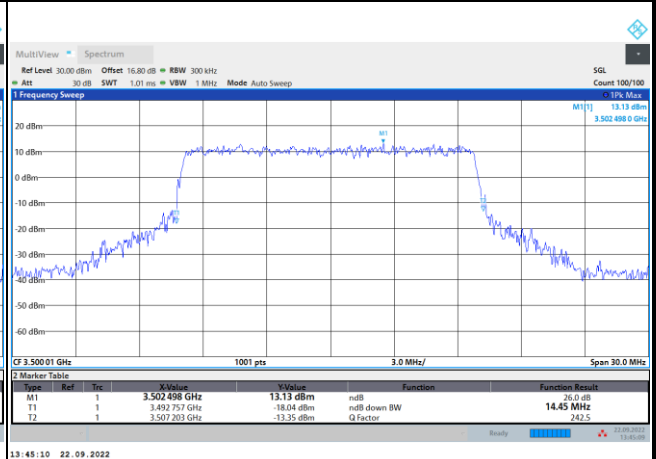 MultiView Spectrum
Ref Level 30.00 dBm Offset 16.80 dB RBW 300 kHz SGL
Att 30 dB SWT 1.01 ms VBW 1 MHz Mode Auto Sweep Count 100/100
1 Frequency Sweep 1Pk Max
M1[1] 13.13 dBm
3.502 498 0 GHz
20 dBm
M1
10 dBm
0 dBm
-10 dBm
-20 dBm
-30 dBm
-40 dBm
-50 dBm
-60 dBm
CF 3.500 01 GHz 1001 pts 3.0 MHz/ Span 30.0 MHz
2 Marker Table
Type Ref Trc X-Value Y-Value Function Function Result
M1 1 3.502 498 GHz 13.13 dBm ndB 26.0 dB
T1 1 3.492 757 GHz -18.04 dBm ndB down BW 14.45 MHz
T2 1 3.507 203 GHz -13.35 dBm Q Factor 242.5
Ready 22.09.2022
13:45:09
13:45:10 22.09.2022